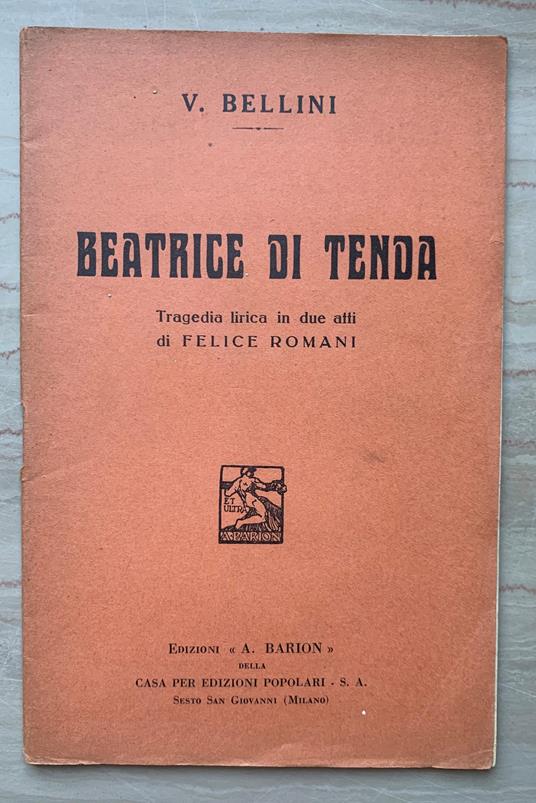 V. BELLINI
BEATRICE DI TENDA
Tragedia lirica in due atti
di FELICE ROMANI
ET
ULTRA
A. BARION
EDIZIONI « A. BARION »
DELLA
CASA PER EDIZIONI POPOLARI - S. A.
SESTO SAN GIOVANNI (MILANO)